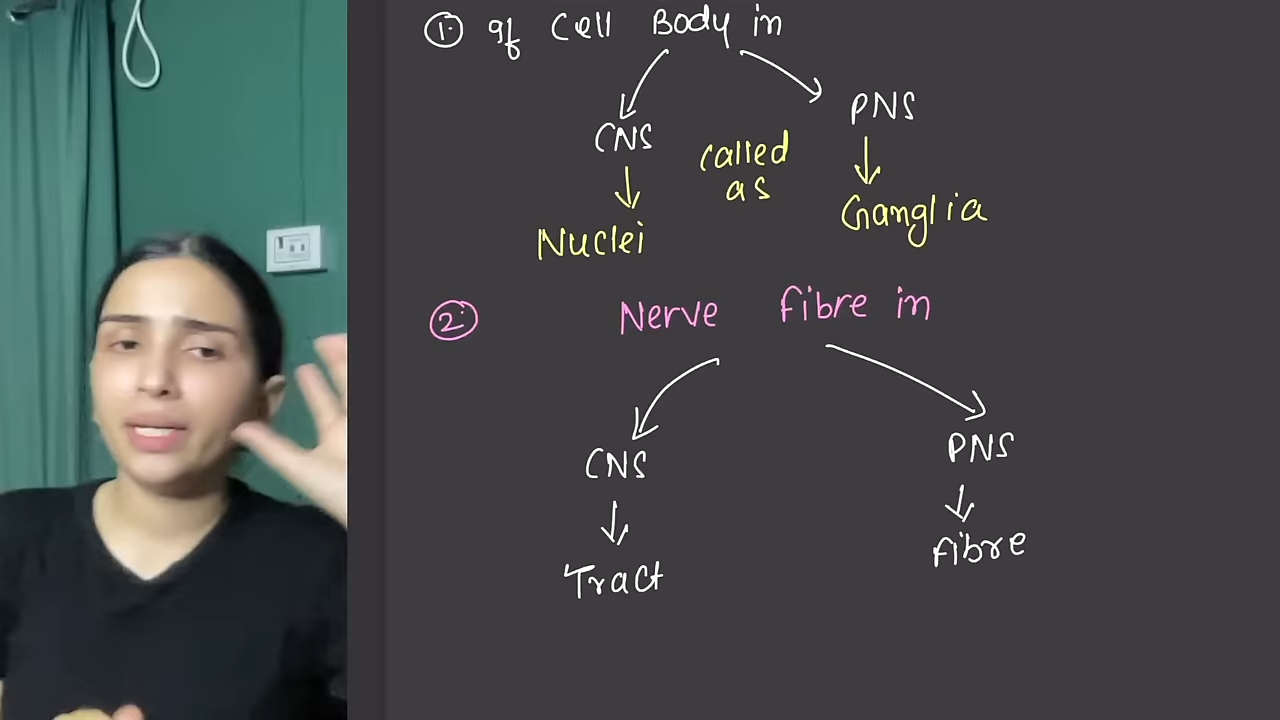 1. If Cell Body in
CNS
PNS
called
as
Nuclei
Ganglia
2. Nerve fibre in
CNS
PNS
Tract
fibre